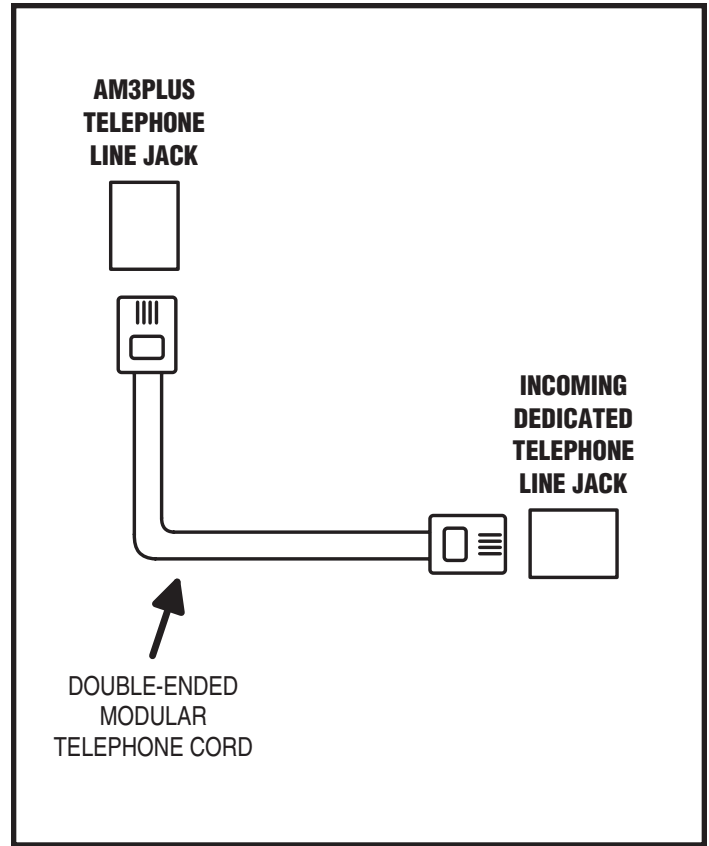 AM3PLUS
TELEPHONE
LINE JACK
INCOMING
DEDICATED
TELEPHONE
LINE JACK
DOUBLE-ENDED
MODULAR
TELEPHONE CORD